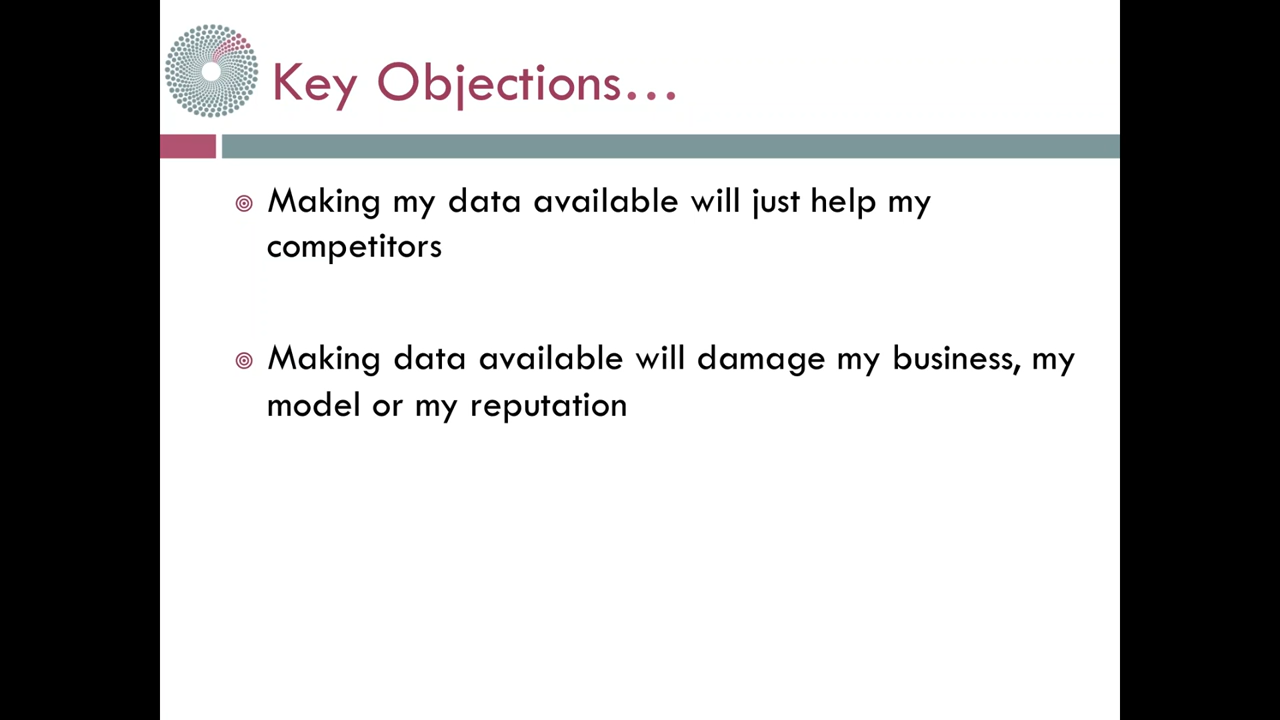 Key Objections…
Making my data available will just help my
competitors
Making data available will damage my business, my
model or my reputation